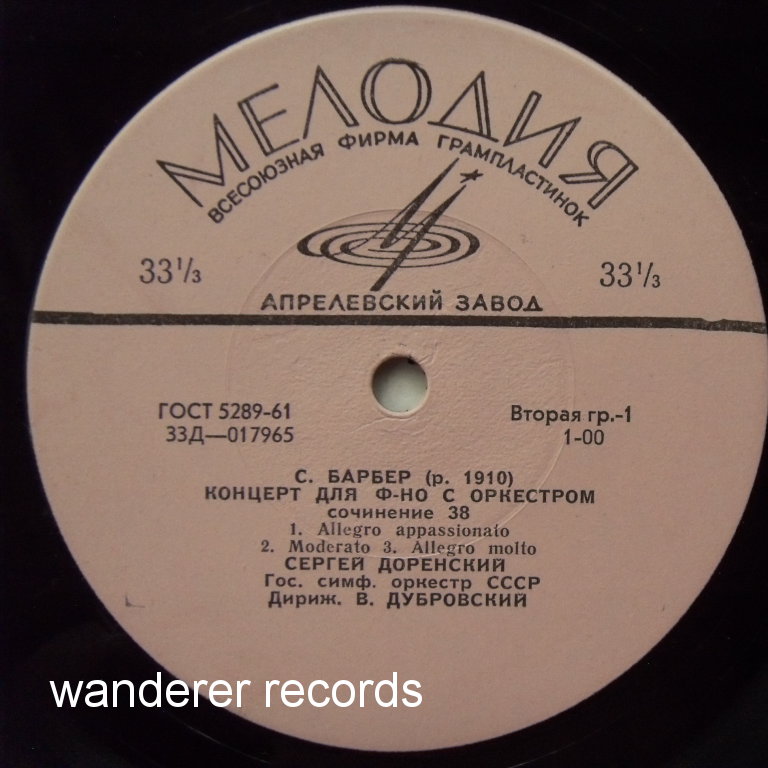 МЕЛОДИЯ
ВСЕСОЮЗНАЯ ФИРМА ГРАМПЛАСТИНОК
33⅓
33⅓
АПРЕЛЕВСКИЙ ЗАВОД
ГОСТ 5289-61
33Д—017965
Вторая гр.-1
1-00
С. БАРБЕР (р. 1910)
КОНЦЕРТ ДЛЯ Ф-НО С ОРКЕСТРОМ
сочинение 38
1. Allegro appassionato
2. Moderato 3. Allegro molto
СЕРГЕЙ ДОРЕНСКИЙ
Гос. симф. оркестр СССР
Дириж. В. ДУБРОВСКИЙ
wanderer records